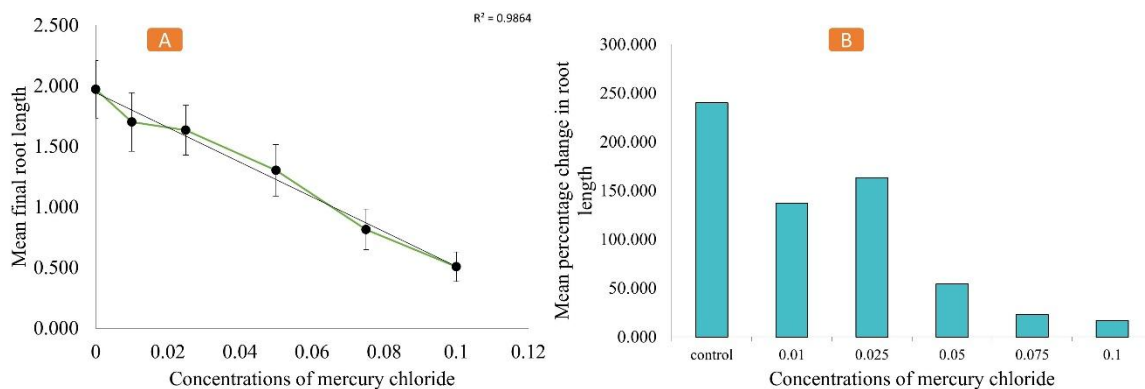 R² = 0.9864
A
2.500
2.000
1.500
1.000
0.500
0.000
Mean final root length
0 0.02 0.04 0.06 0.08 0.1 0.12
Concentrations of mercury chloride
B
300.000
250.000
200.000
150.000
100.000
50.000
0.000
Mean percentage change in root
length
control 0.01 0.025 0.05 0.075 0.1
Concentrations of mercury chloride